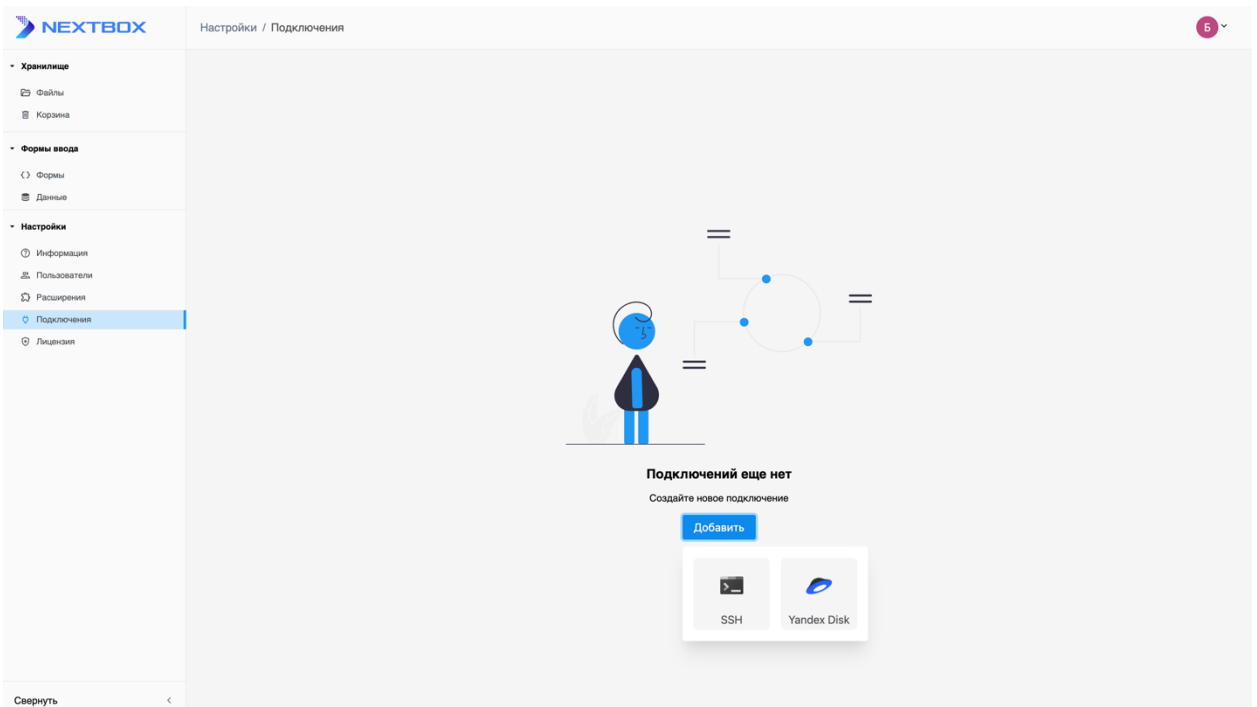 NEXTBOX
Настройки / Подключения
Б
Хранилище
Файлы
Корзина
Формы ввода
Формы
Данные
Настройки
Информация
Пользователи
Расширения
Подключения
Лицензия
Подключений еще нет
Создайте новое подключение
Добавить
SSH
Yandex Disk
Свернуть